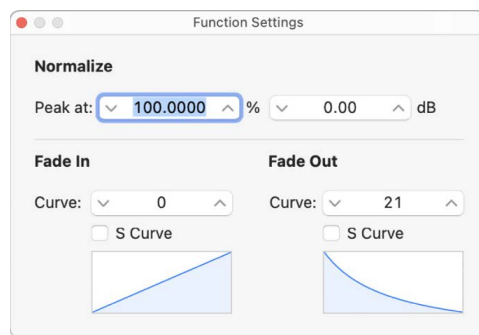 Function Settings
Normalize
Peak at: 100.0000 % 0.00 dB
Fade In Fade Out
Curve: 0 Curve: 21
S Curve S Curve